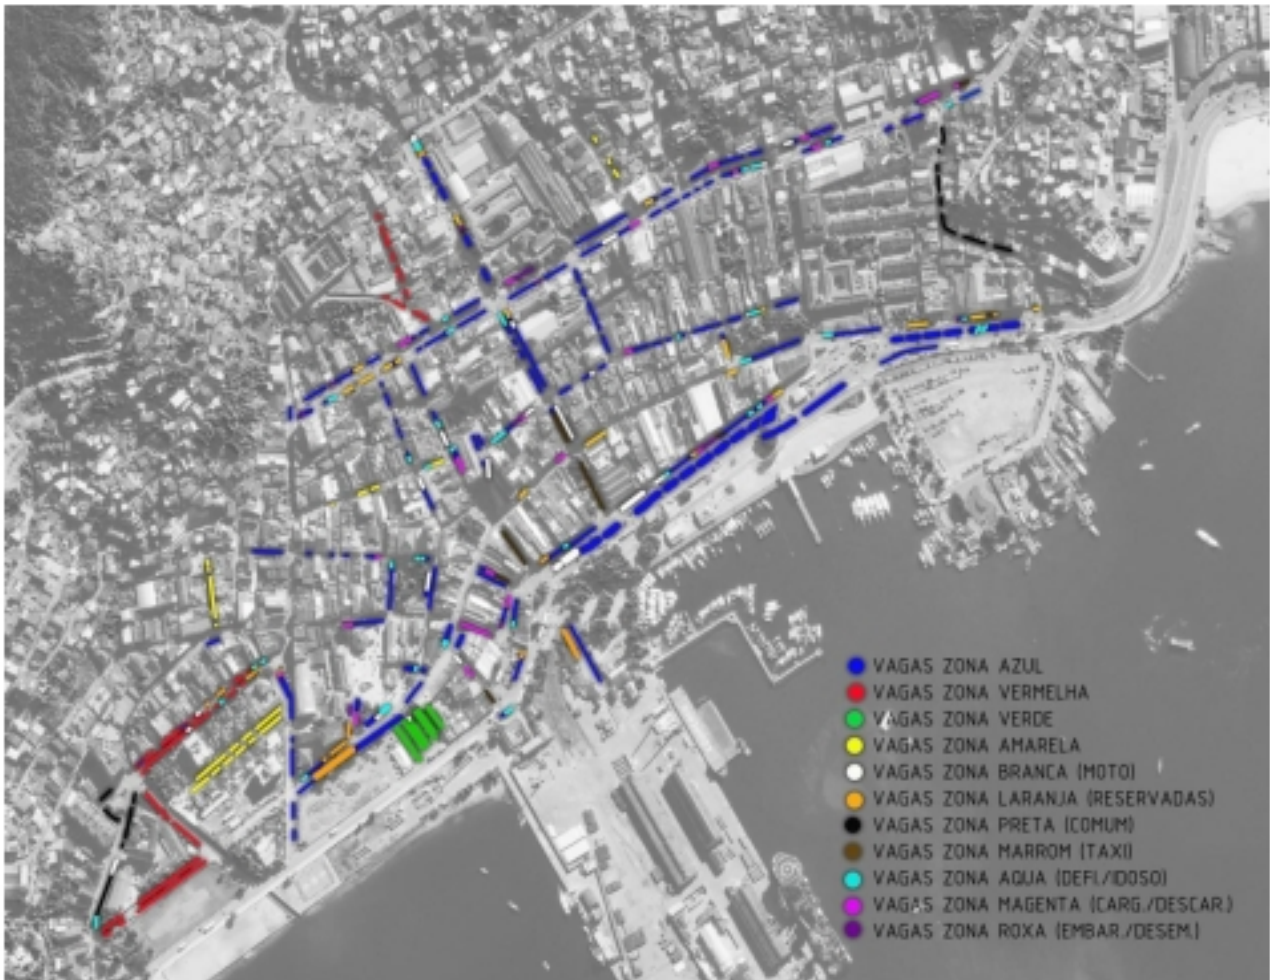 VAGAS ZONA AZUL
VAGAS ZONA VERMELHA
VAGAS ZONA VERDE
VAGAS ZONA AMARELA
VAGAS ZONA BRANCA (MOTO)
VAGAS ZONA LARANJA (RESERVADAS)
VAGAS ZONA PRETA (COMUM)
VAGAS ZONA MARROM (TAXI)
VAGAS ZONA AQUA (DEFI./IDOSO)
VAGAS ZONA MAGENTA (CARG./DESCAR.)
VAGAS ZONA ROXA (EMBAR./DESEM.)